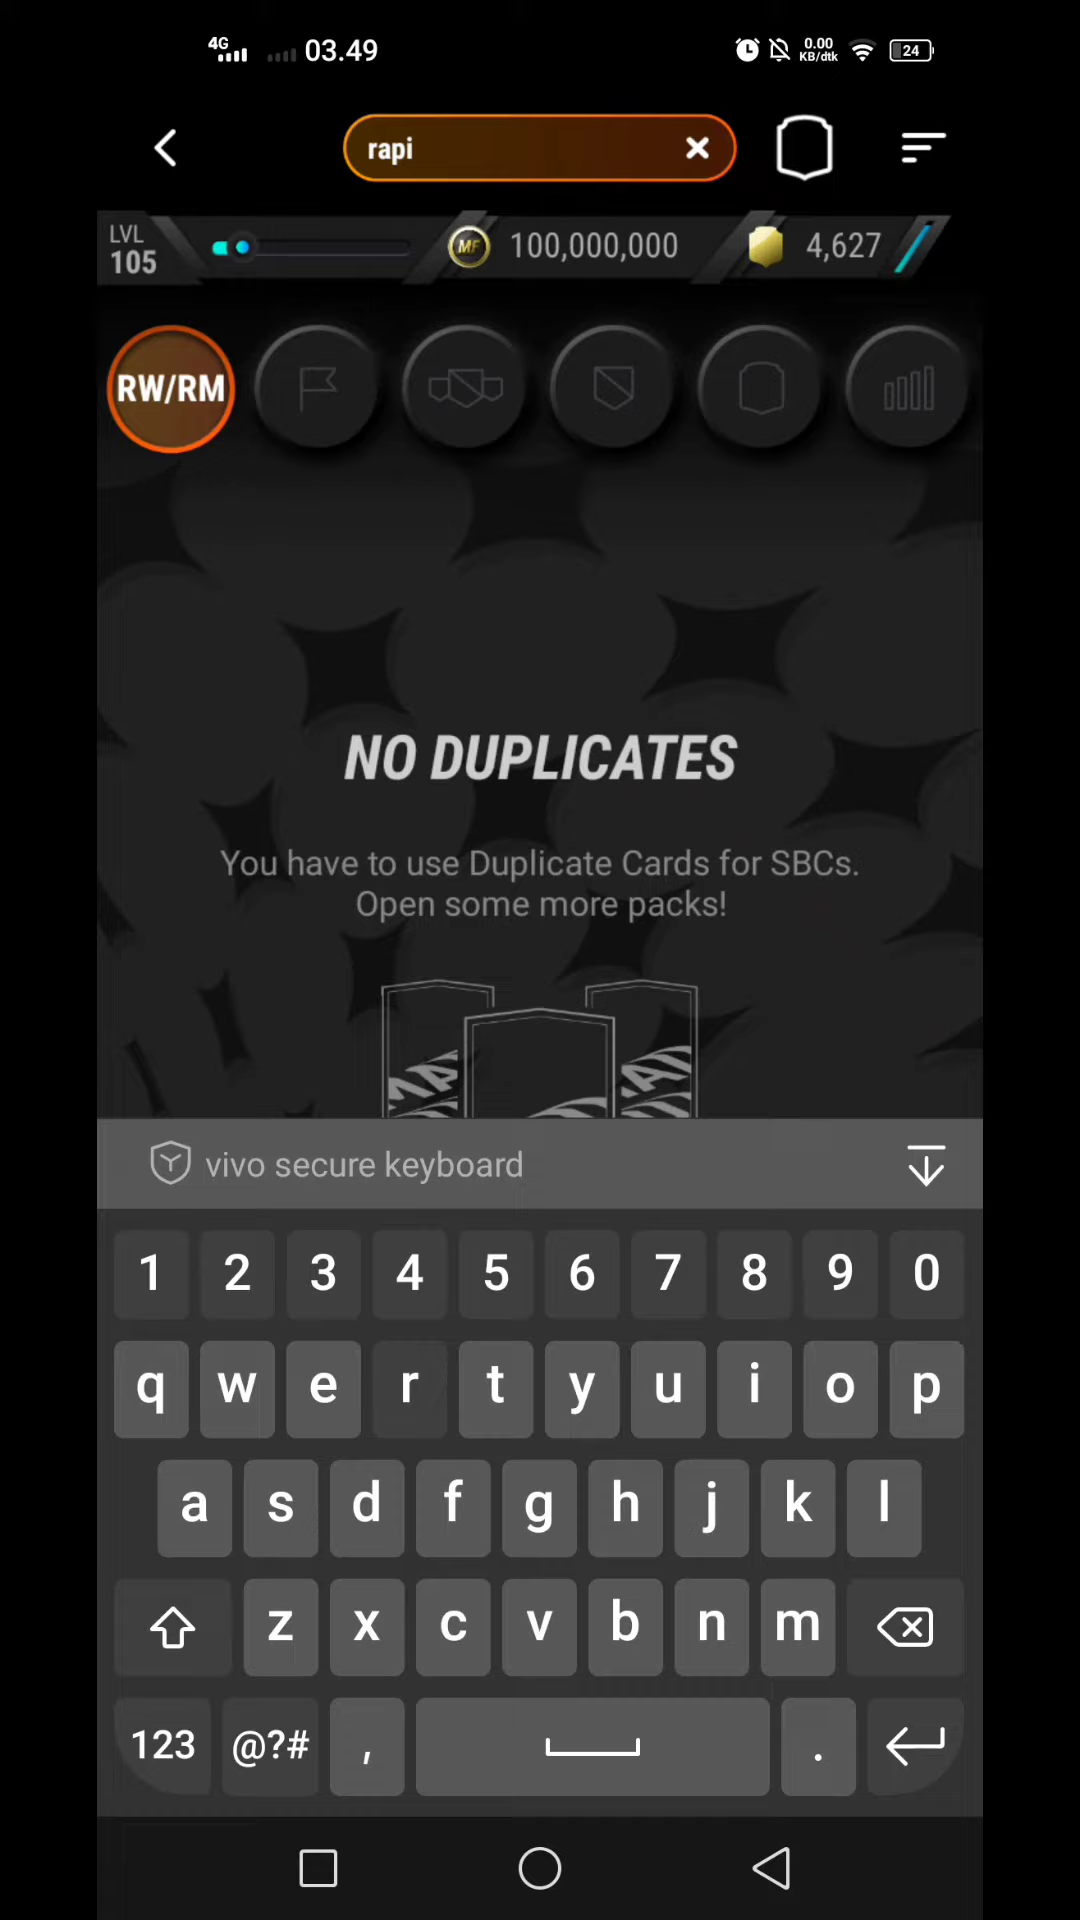 4G 03.49 0.00 KB/dtk 24
rapi
LVL 105 MF 100,000,000 4,627
RW/RM
NO DUPLICATES
You have to use Duplicate Cards for SBCs.
Open some more packs!
vivo secure keyboard
1 2 3 4 5 6 7 8 9 0
q w e r t y u i o p
a s d f g h j k l
z x c v b n m
123 @?# , .